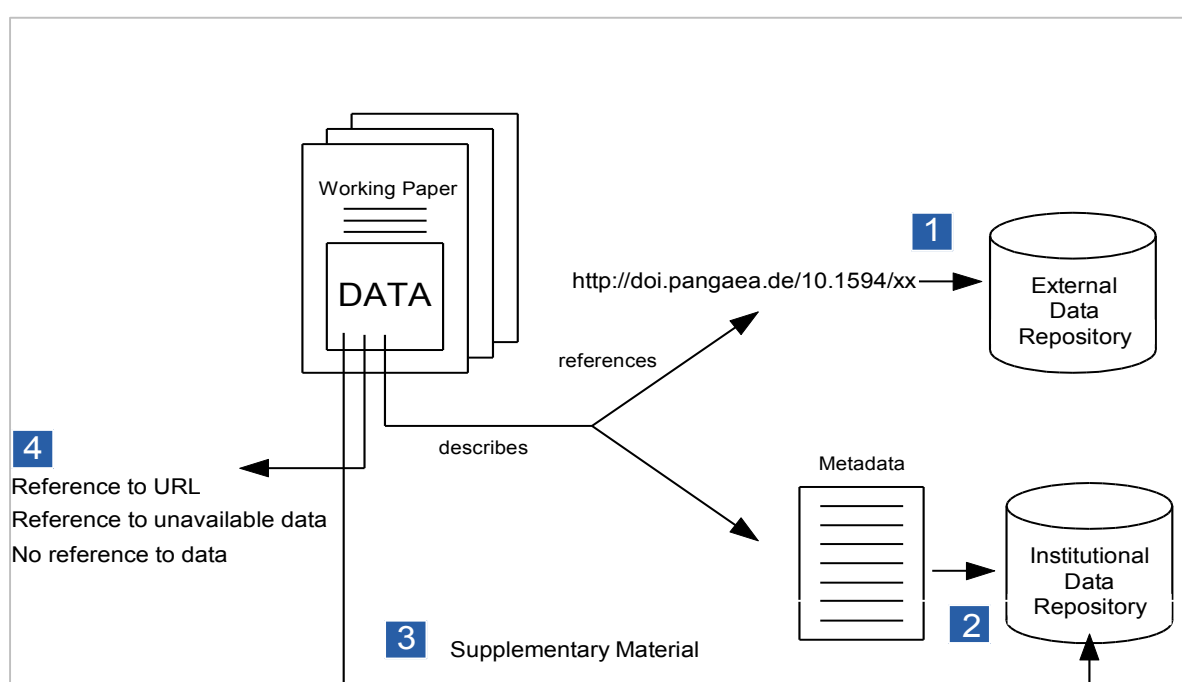 Working Paper
DATA
1
http://doi.pangaea.de/10.1594/xx
External
Data
Repository
references
describes
4
Reference to URL
Reference to unavailable data
No reference to data
Metadata
Institutional
Data
Repository
2
3
Supplementary Material